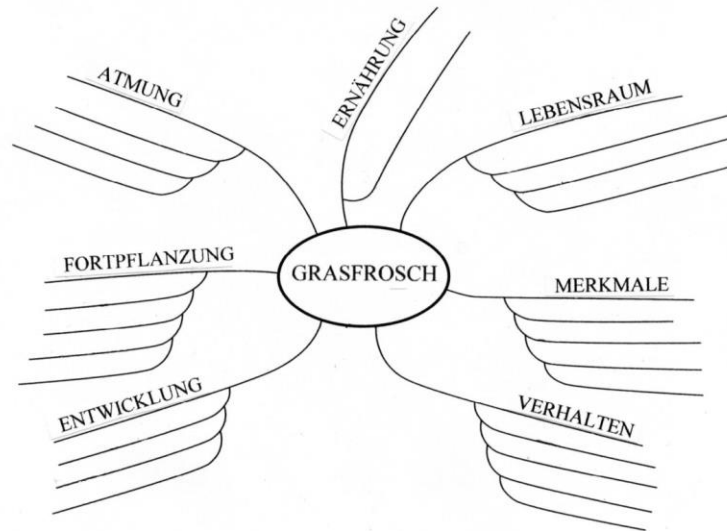 ATMUNG
ERNÄHRUNG
LEBENSRAUM
FORTPFLANZUNG
GRASFROSCH
MERKMALE
ENTWICKLUNG
VERHALTEN